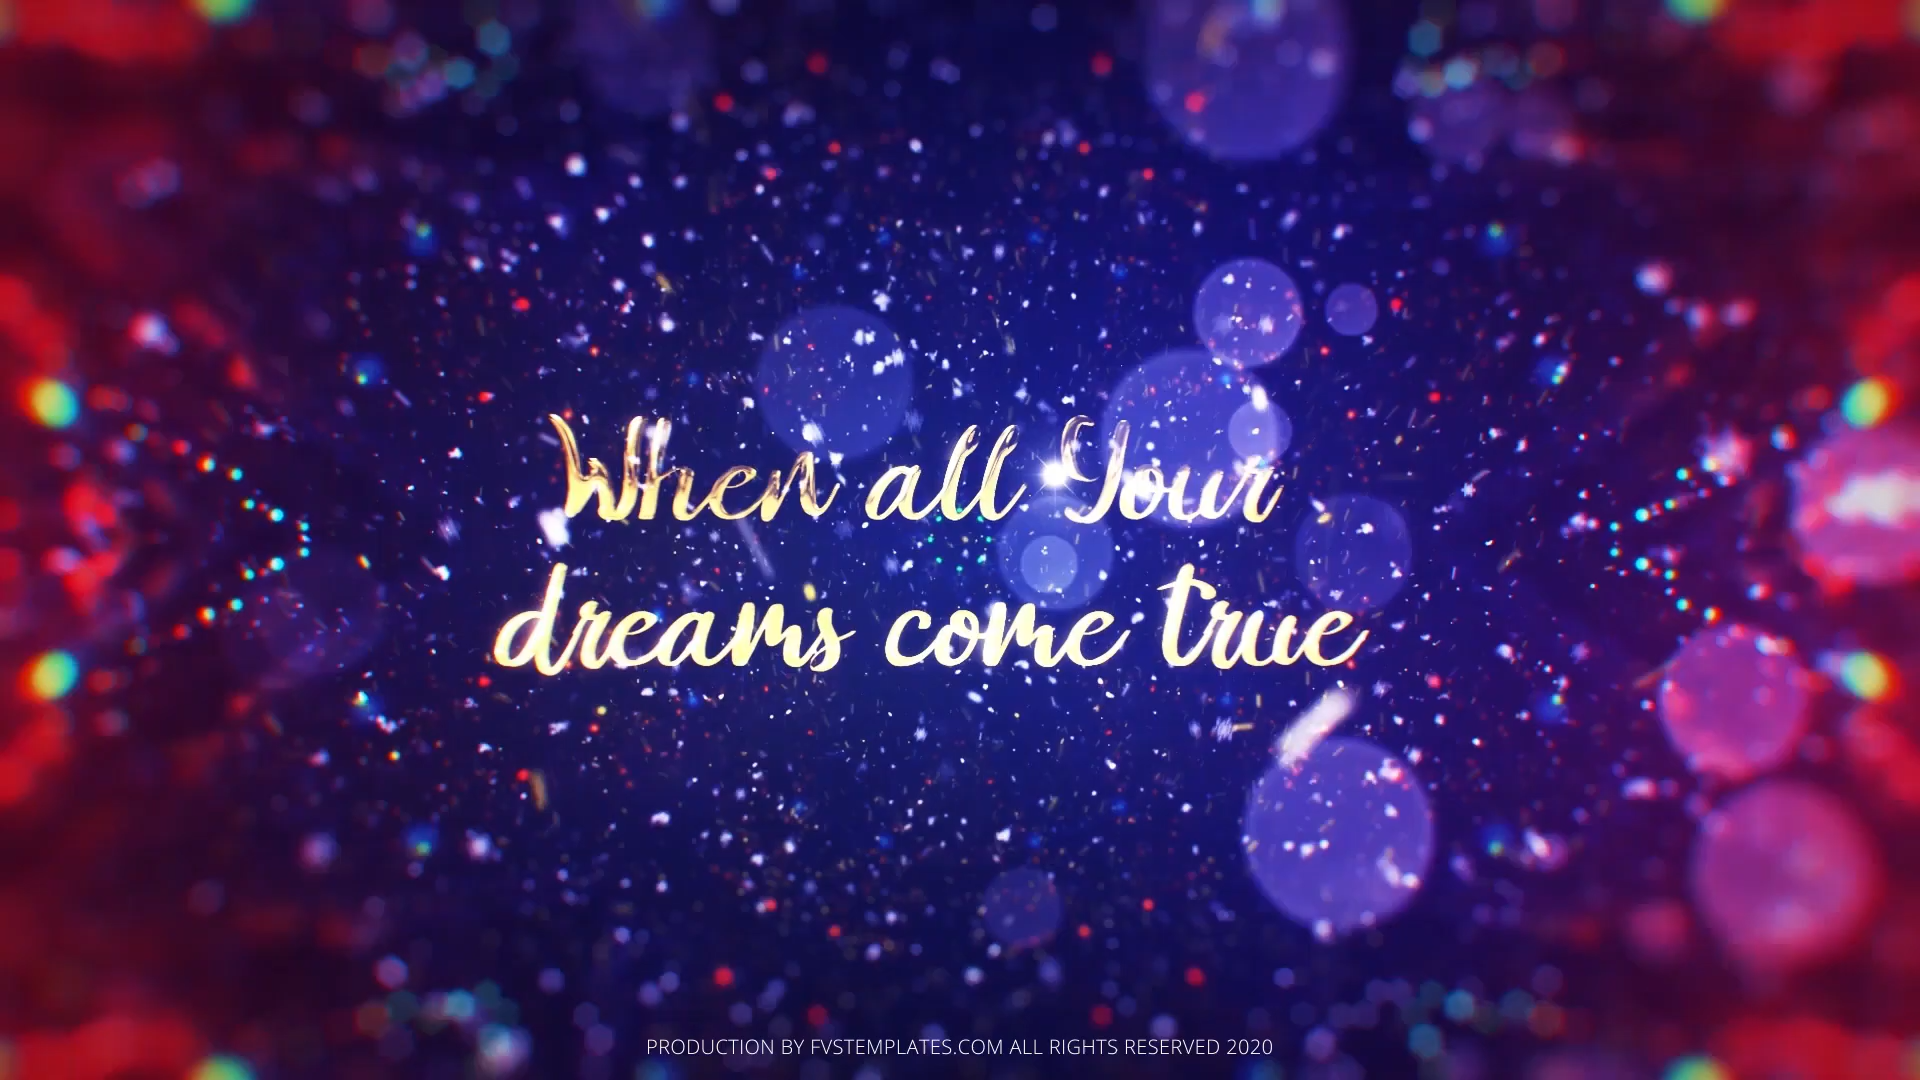 When all Your
dreams come true
PRODUCTION BY FVSTEMPLATES.COM ALL RIGHTS RESERVED 2020